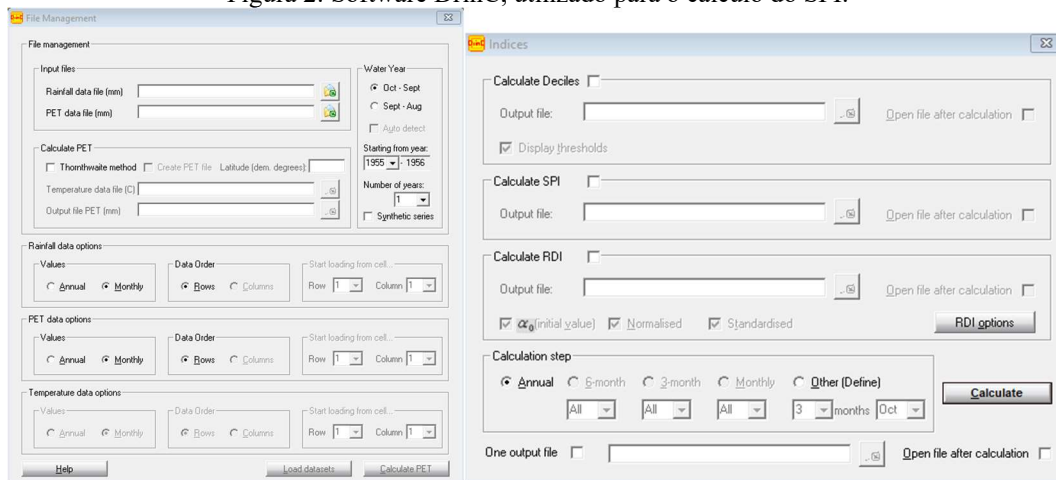 Figura 2. Software DrinC, utilizado para o cálculo do SPI.
File Management
File management
Input files
Rainfall data file (mm)
PET data file (mm)
Water Year
Oct - Sept
Sept - Aug
Auto detect
Starting from year:
1955 - 1956
Number of years:
1
Synthetic series
Calculate PET
Thornthwaite method Create PET file Latitude (dem. degrees):
Temperature data file (C)
Output file PET (mm)
Rainfall data options
Values
Annual Monthly
Data Order
Rows Columns
Start loading from cell...
Row 1 Column 1
PET data options
Values
Annual Monthly
Data Order
Rows Columns
Start loading from cell...
Row 1 Column 1
Temperature data options
Values
Annual Monthly
Data Order
Rows Columns
Start loading from cell...
Row 1 Column 1
Help Load datasets Calculate PET
Indices
Calculate Deciles
Output file: Open file after calculation
Display thresholds
Calculate SPI
Output file: Open file after calculation
Calculate RDI
Output file: Open file after calculation
α0(initial value) Normalised Standardised RDI options
Calculation step
Annual 6-month 3-month Monthly Other (Define)
All All All 3 months Oct
Calculate
One output file Open file after calculation